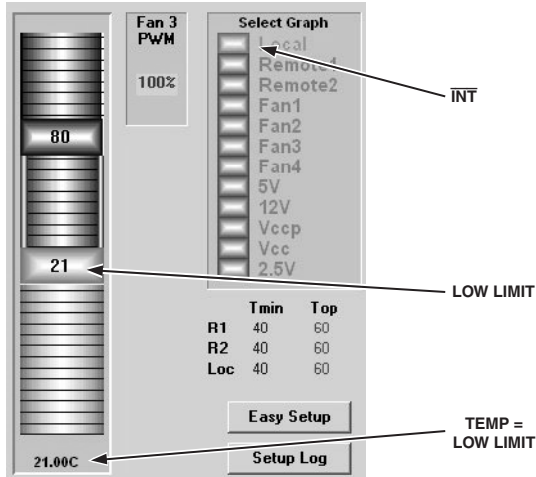 Fan 3
PWM
100%
80
21
21.00C
Select Graph
Local
Remote1
Remote2
Fan1
Fan2
Fan3
Fan4
5V
12V
Vccp
Vcc
2.5V
Tmin Top
R1 40 60
R2 40 60
Loc 40 60
Easy Setup
Setup Log
INT
LOW LIMIT
TEMP =
LOW LIMIT